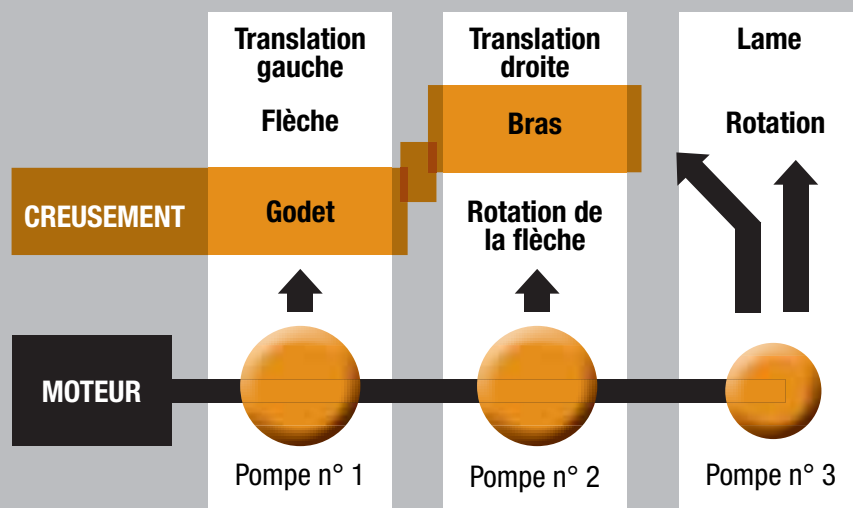 Translation
gauche
Flèche
CREUSEMENT
Godet
Translation
droite
Bras
Rotation de
la flèche
Lame
Rotation
MOTEUR
Pompe n° 1
Pompe n° 2
Pompe n° 3